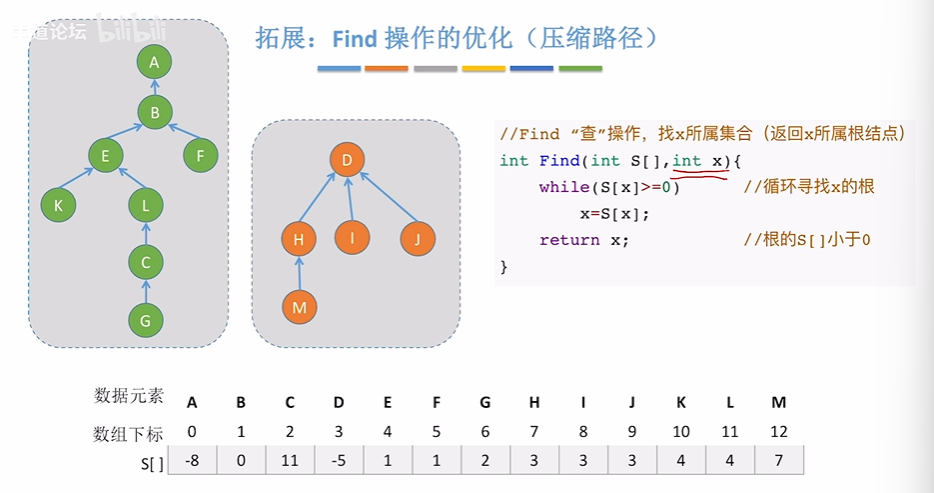 道论坛 bilibili
拓展：Find 操作的优化（压缩路径）
A
B
E
F
K
L
C
G
D
H
I
J
M
//Find “查”操作，找x所属集合（返回x所属根结点）
int Find(int S[],int x){
while(S[x]>=0) //循环寻找x的根
x=S[x];
return x; //根的S[]小于0
}
数据元素 A B C D E F G H I J K L M
数组下标 0 1 2 3 4 5 6 7 8 9 10 11 12
S[ ] -8 0 11 -5 1 1 2 3 3 3 4 4 7